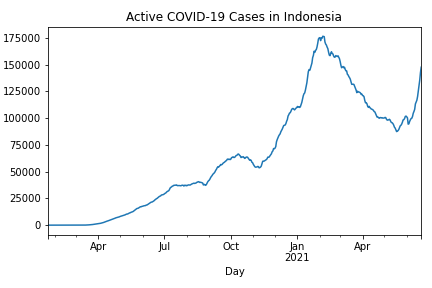 Active COVID-19 Cases in Indonesia
175000
150000
125000
100000
75000
50000
25000
0
Apr
Jul
Oct
Jan
2021
Apr
Day